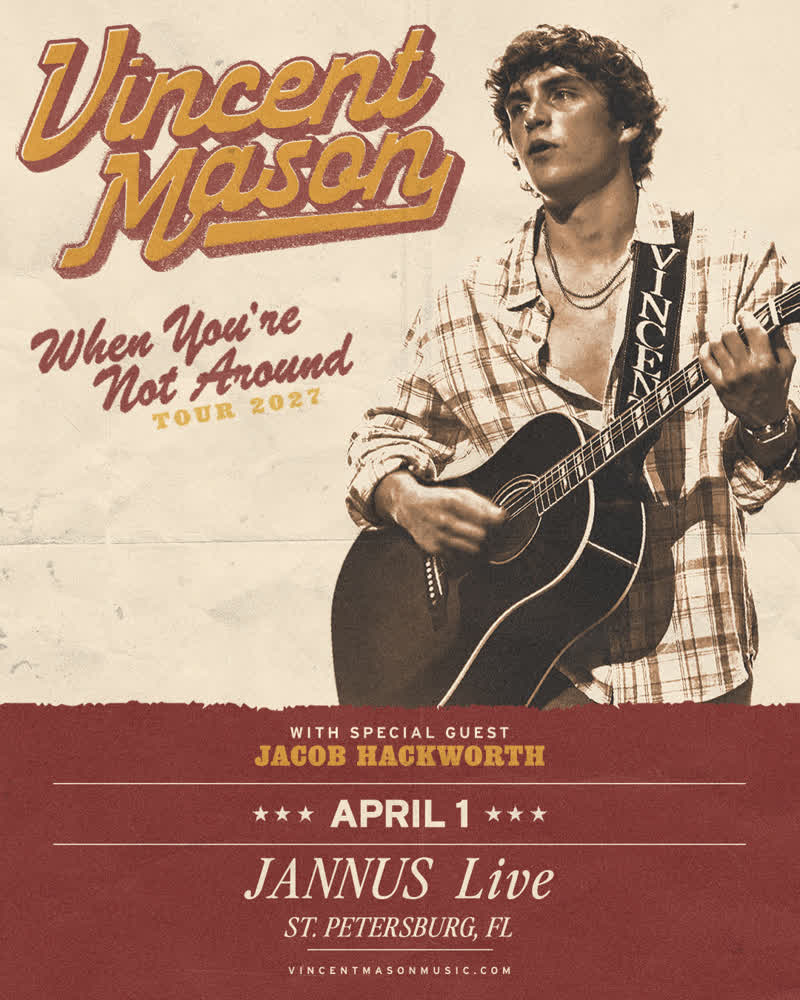 Vincent
Mason
When You're
Not Around
TOUR 2027
VINCENT
WITH SPECIAL GUEST
JACOB HACKWORTH
★★★ APRIL 1 ★★★
JANNUS Live
ST. PETERSBURG, FL
VINCENTMASONMUSIC.COM